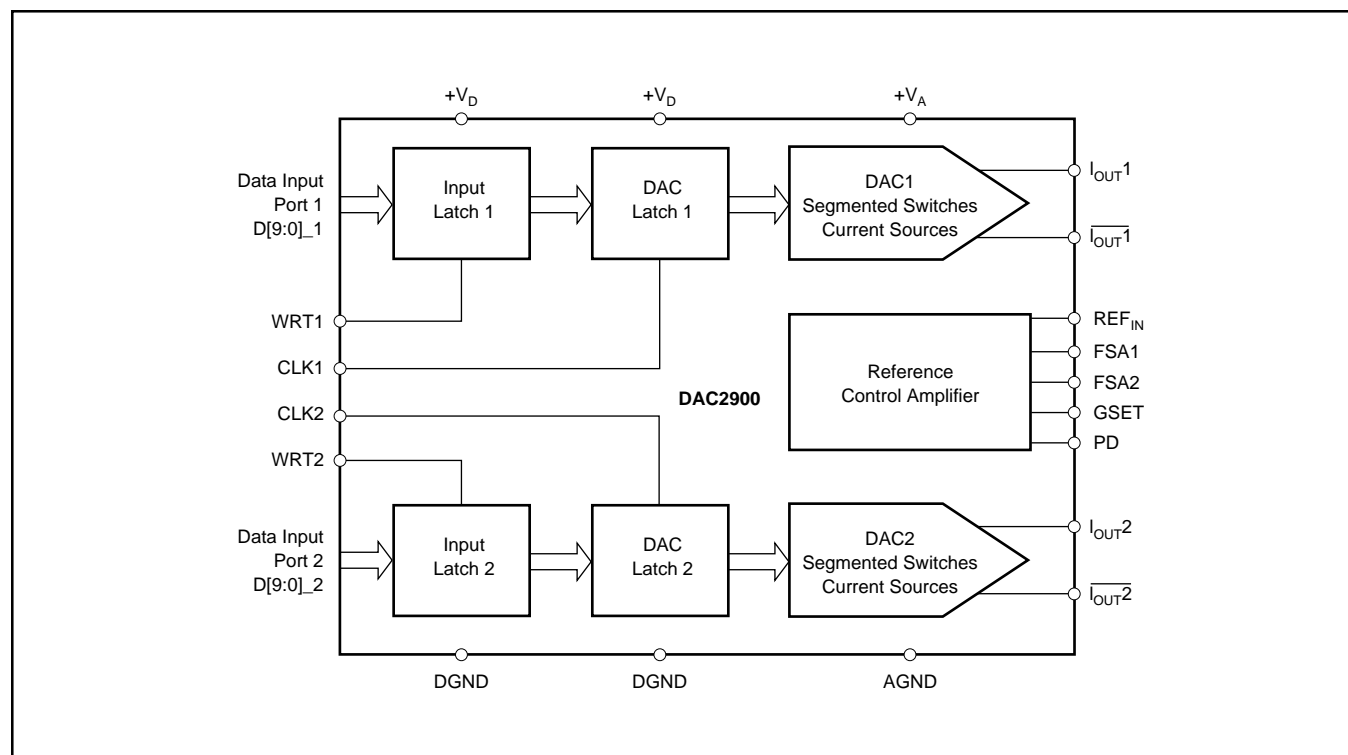 +V_D
+V_D
+V_A
Data Input
Port 1
D[9:0]_1
Input
Latch 1
DAC
Latch 1
DAC1
Segmented Switches
Current Sources
I_OUT1
I̅_̅O̅U̅T̅1̅
WRT1
CLK1
CLK2
WRT2
DAC2900
Reference
Control Amplifier
REF_IN
FSA1
FSA2
GSET
PD
Data Input
Port 2
D[9:0]_2
Input
Latch 2
DAC
Latch 2
DAC2
Segmented Switches
Current Sources
I_OUT2
I̅_̅O̅U̅T̅2̅
DGND
DGND
AGND